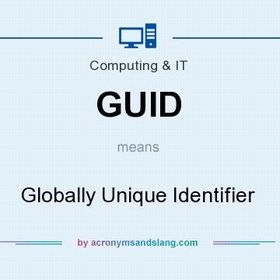 Computing & IT
GUID
means
Globally Unique Identifier
by acronymsandslang.com